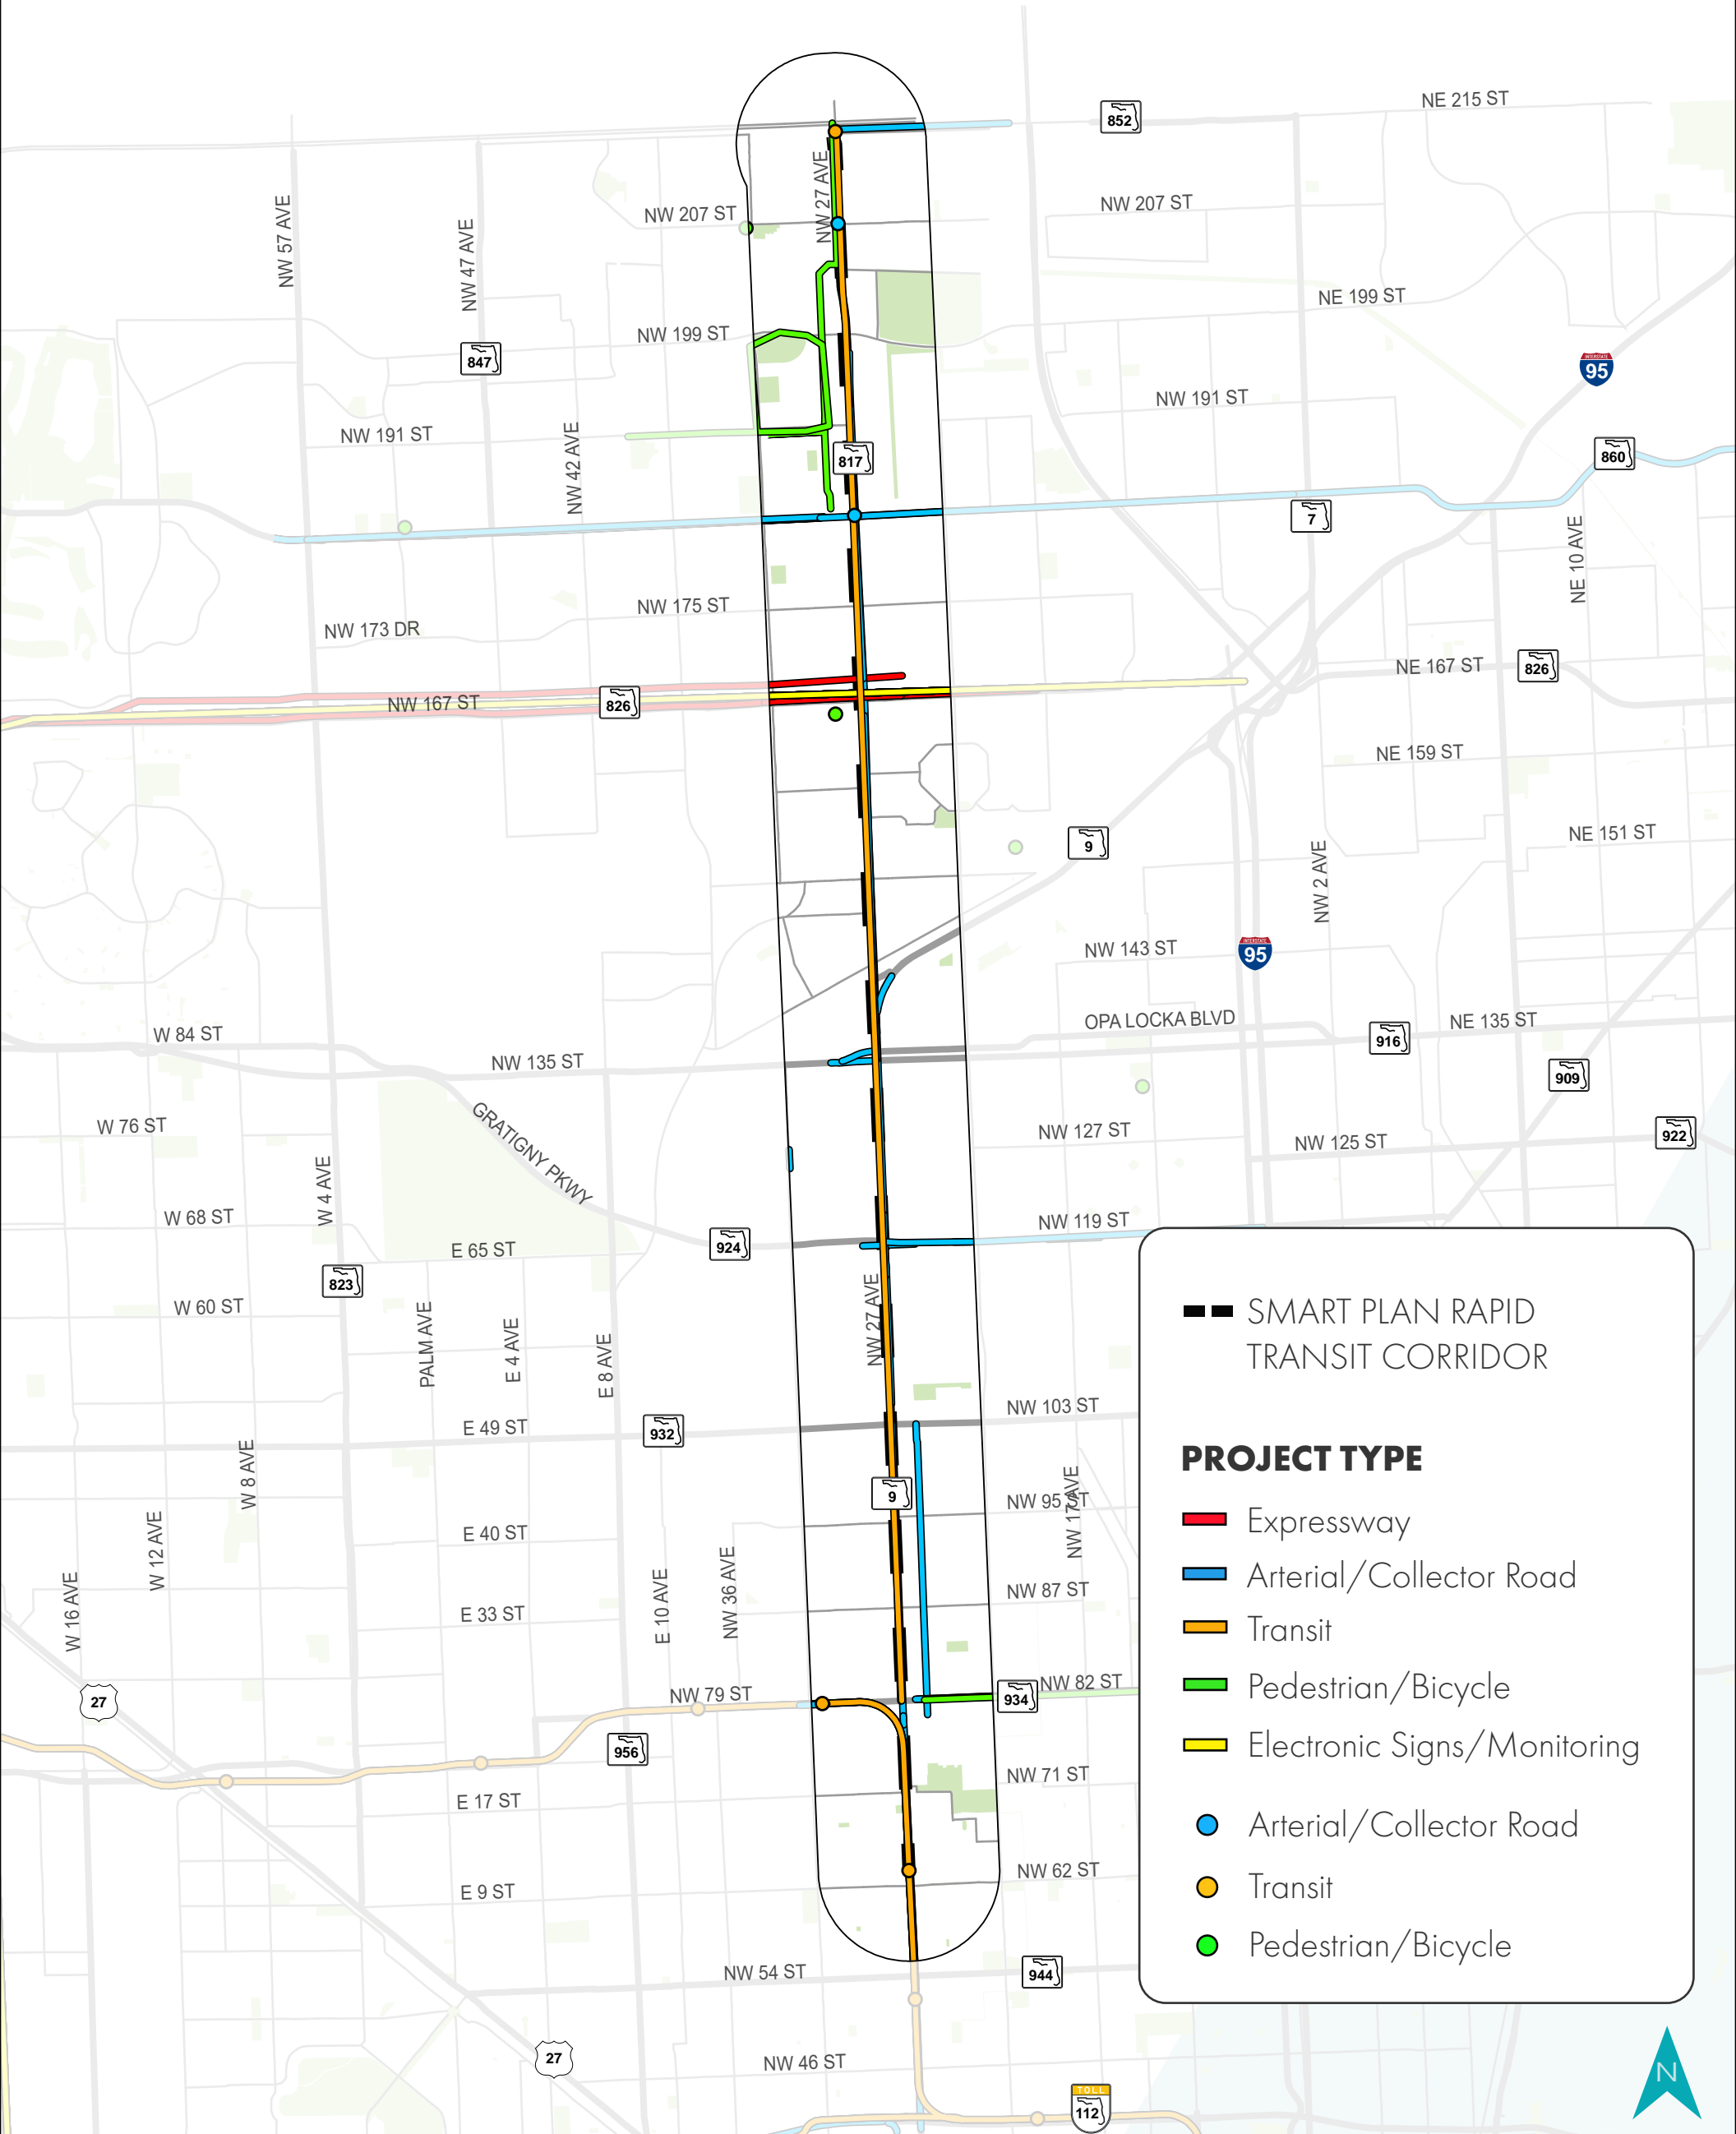 NE 215 ST
852
NW 27 AVE
NW 57 AVE
NW 47 AVE
NW 207 ST
NW 207 ST
NE 199 ST
NW 199 ST
847
INTERSTATE
95
NW 191 ST
NW 191 ST
NW 42 AVE
817
860
7
NE 10 AVE
NW 175 ST
NW 173 DR
NE 167 ST
826
NW 167 ST
826
NE 159 ST
9
NE 151 ST
NW 2 AVE
NW 143 ST
INTERSTATE
95
W 84 ST
OPA LOCKA BLVD
NE 135 ST
916
NW 135 ST
909
GRATIGNY PKWY
W 76 ST
NW 127 ST
NW 125 ST
922
W 4 AVE
W 68 ST
NW 119 ST
924
E 65 ST
823
W 60 ST
NW 27 AVE
PALM AVE
E 4 AVE
E 8 AVE
SMART PLAN RAPID
TRANSIT CORRIDOR
NW 103 ST
E 49 ST
932
W 8 AVE
PROJECT TYPE
9
NW 95 ST
NW 17 AVE
Expressway
E 40 ST
W 12 AVE
NW 36 AVE
E 10 AVE
W 16 AVE
Arterial/Collector Road
NW 87 ST
E 33 ST
Transit
NW 82 ST
934
Pedestrian/Bicycle
27
NW 79 ST
Electronic Signs/Monitoring
956
NW 71 ST
E 17 ST
Arterial/Collector Road
NW 62 ST
E 9 ST
Transit
Pedestrian/Bicycle
NW 54 ST
944
27
NW 46 ST
N
TOLL
112